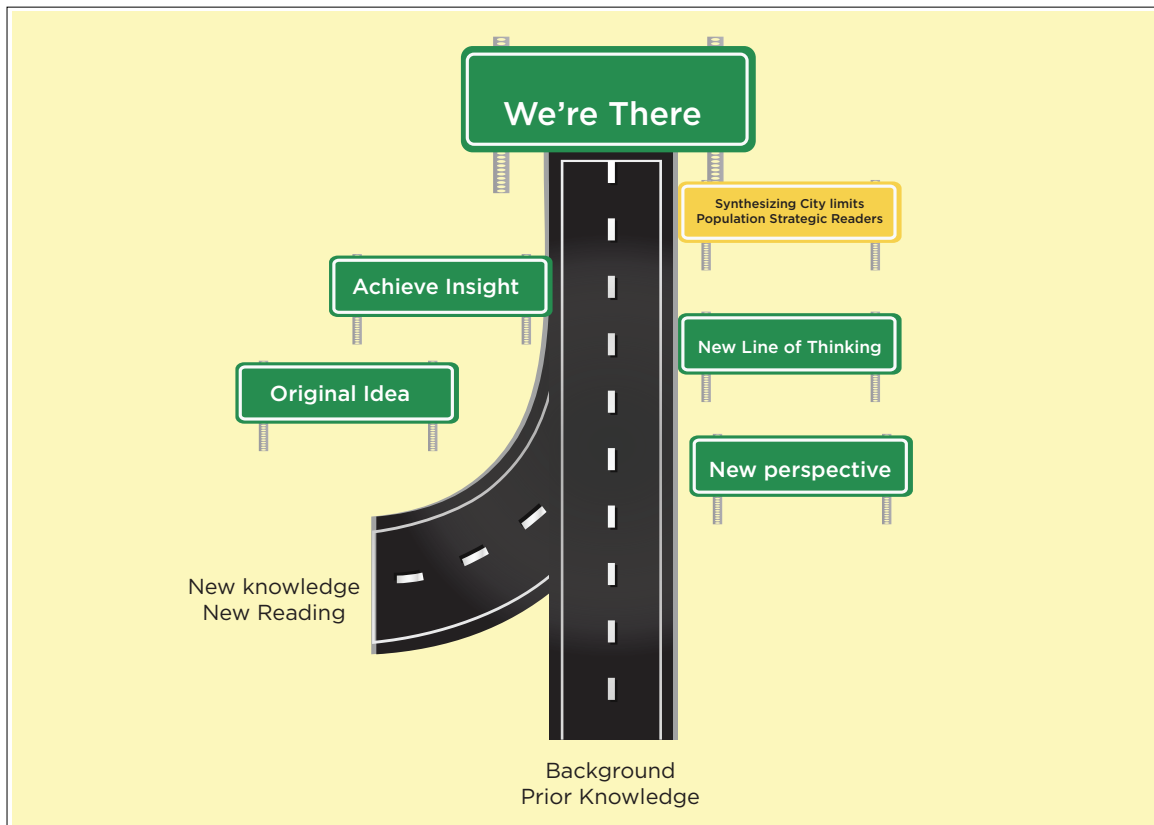 We're There
Synthesizing City limits
Population Strategic Readers
Achieve Insight
New Line of Thinking
Original Idea
New perspective
New knowledge
New Reading
Background
Prior Knowledge